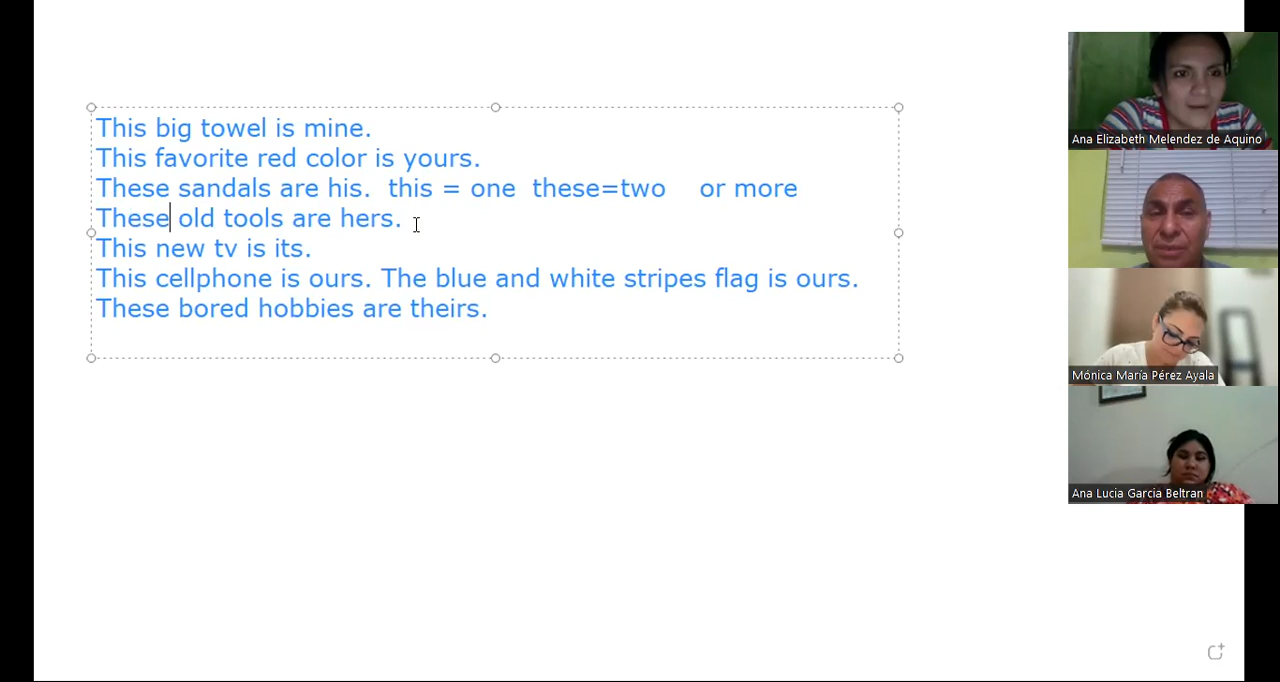 This big towel is mine.
This favorite red color is yours.
These sandals are his. this = one these=two or more
These old tools are hers.
This new tv is its.
This cellphone is ours. The blue and white stripes flag is ours.
These bored hobbies are theirs.
Ana Elizabeth Melendez de Aquino
Mónica María Pérez Ayala
Ana Lucia Garcia Beltran